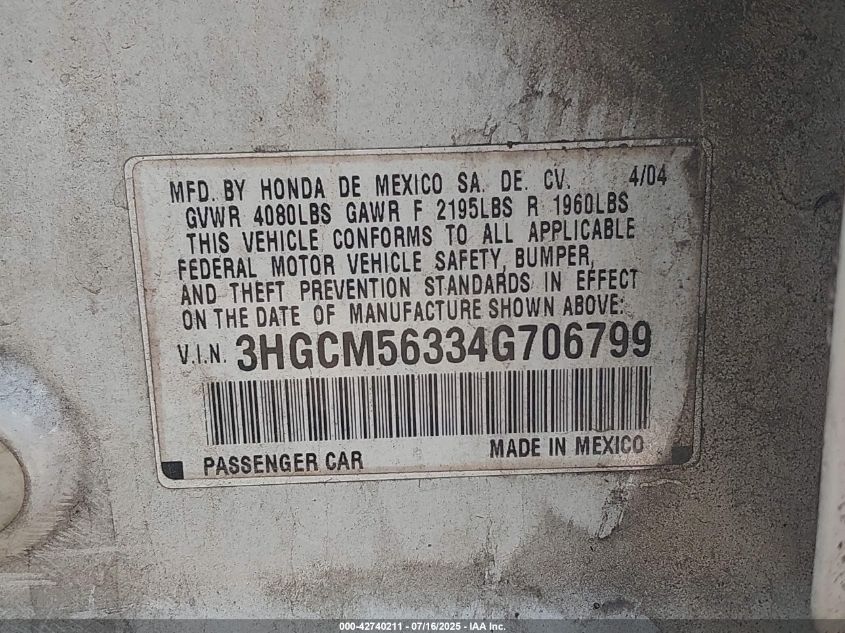 MFD. BY HONDA DE MEXICO SA. DE. CV. 4/04
GVWR 4080LBS GAWR F 2195LBS R 1960LBS
THIS VEHICLE CONFORMS TO ALL APPLICABLE
FEDERAL MOTOR VEHICLE SAFETY, BUMPER,
AND THEFT PREVENTION STANDARDS IN EFFECT
ON THE DATE OF MANUFACTURE SHOWN ABOVE:
V.I.N. 3HGCM56334G706799
PASSENGER CAR MADE IN MEXICO
000-42740211 - 07/16/2025 - IAA Inc.